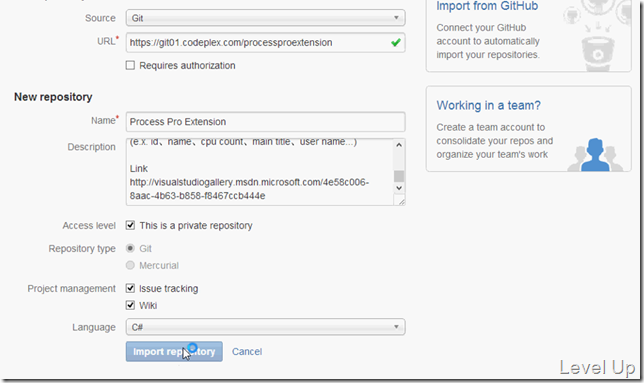 Source
Git
URL*
https://git01.codeplex.com/processproextension
Requires authorization
New repository
Name*
Process Pro Extension
Description
(e.x. id、name、cpu count、main title、user name...)
Link
http://visualstudiogallery.msdn.microsoft.com/4e58c006-
8aac-4b63-b858-f8467ccb444e
Access level
This is a private repository
Repository type
Git
Mercurial
Project management
Issue tracking
Wiki
Language
C#
Import repository
Cancel
Import from GitHub
Connect your GitHub
account to automatically
import your repositories.
Working in a team?
Create a team account to
consolidate your repos and
organize your team's work
Level Up